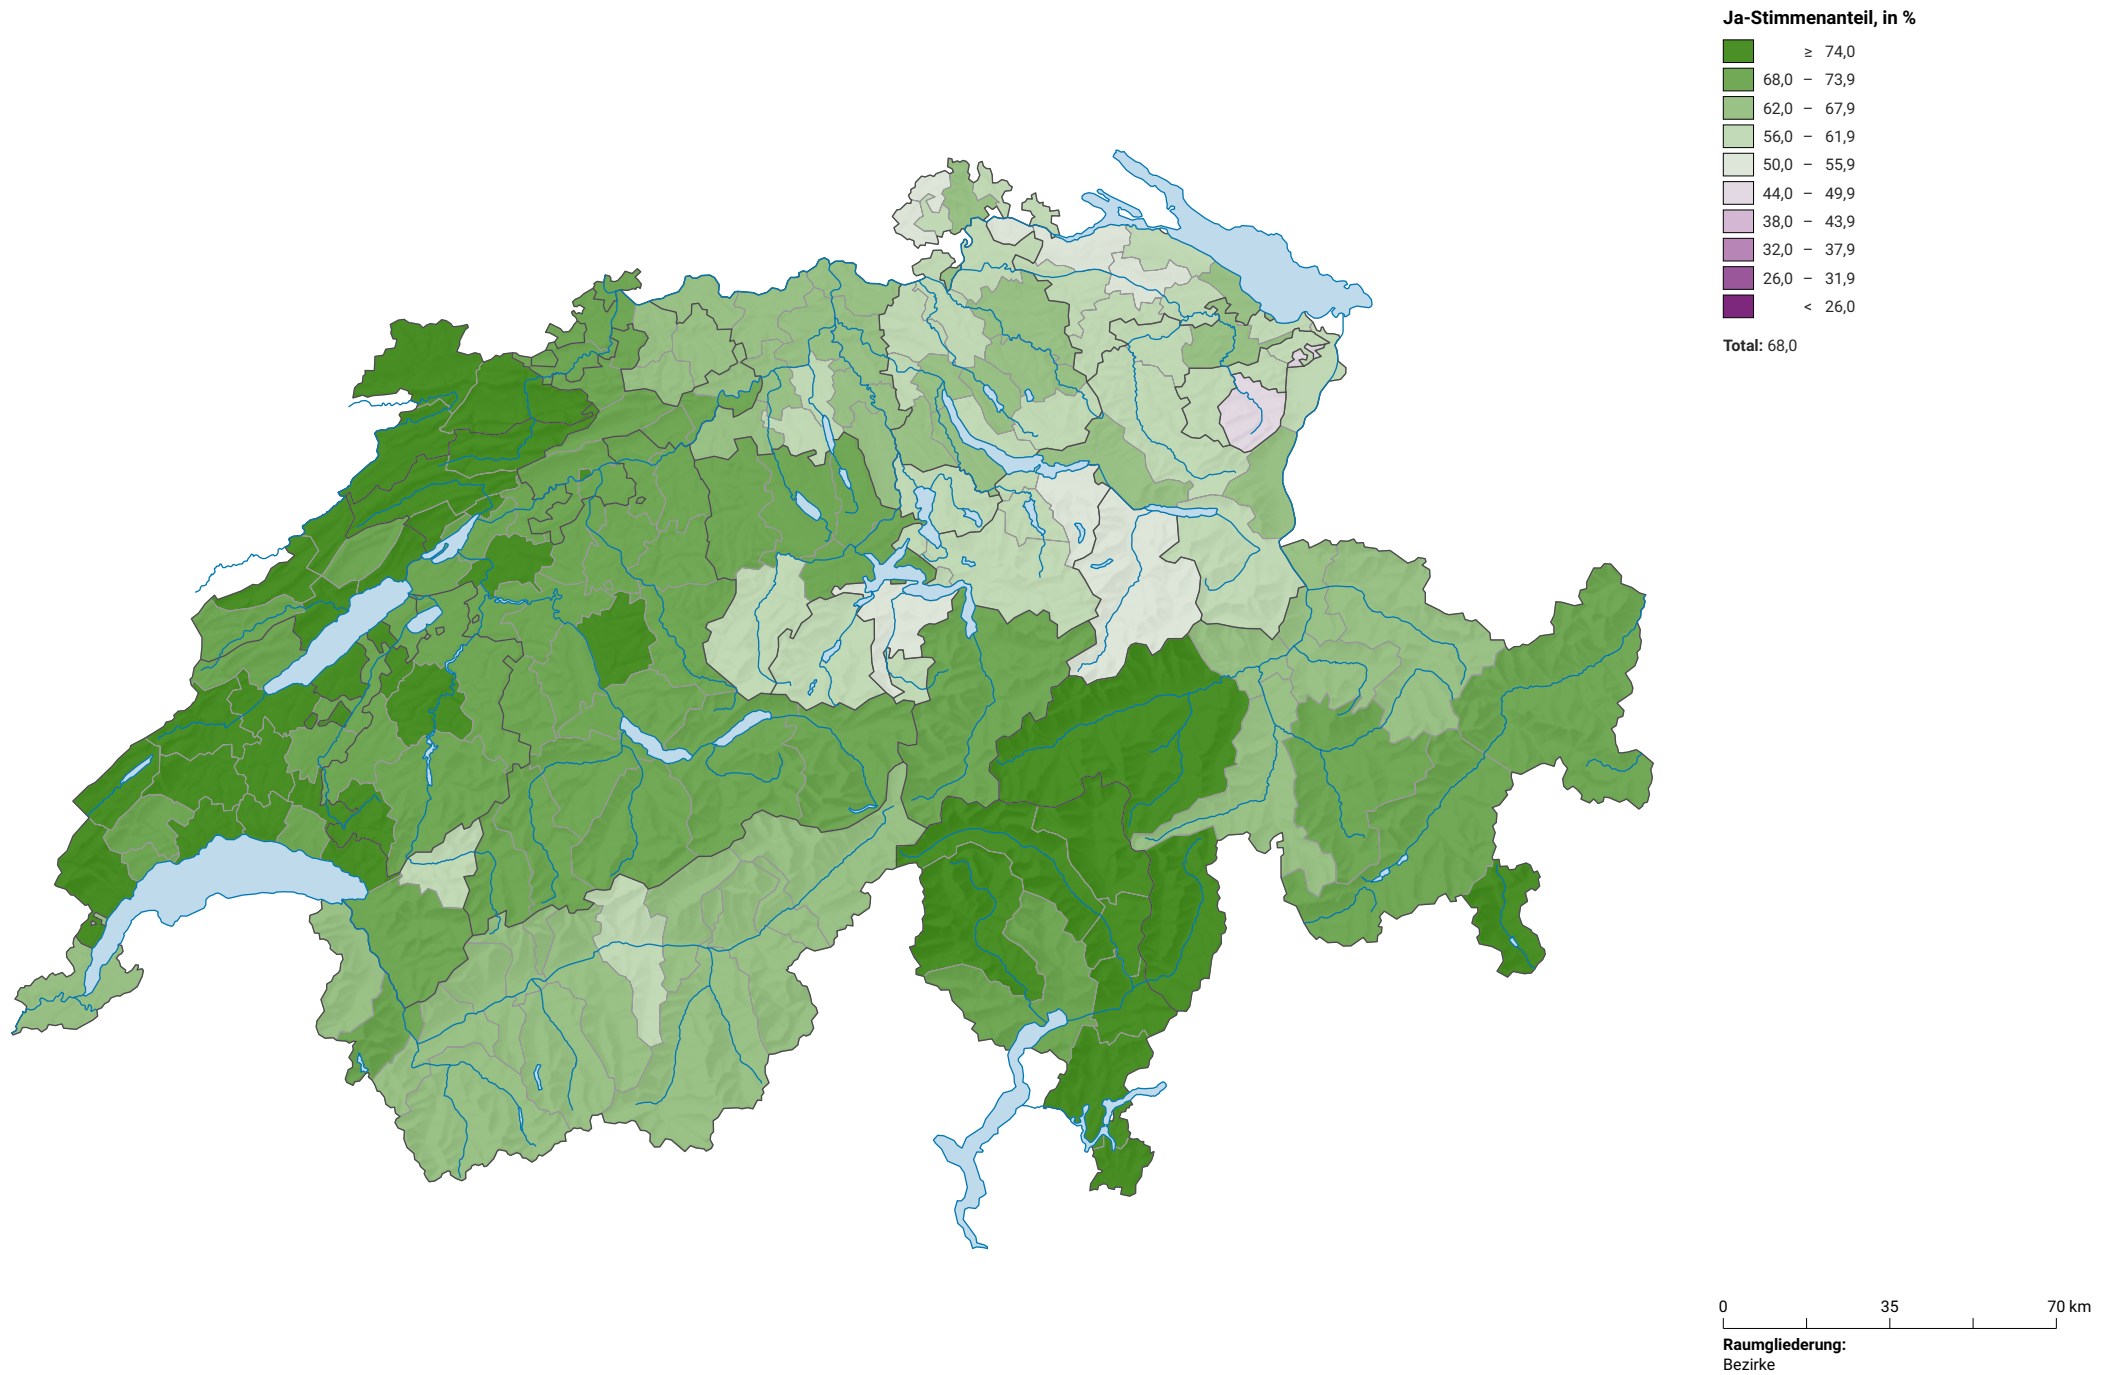 Ja-Stimmenanteil, in %
≥ 74,0
68,0 – 73,9
62,0 – 67,9
56,0 – 61,9
50,0 – 55,9
44,0 – 49,9
38,0 – 43,9
32,0 – 37,9
26,0 – 31,9
< 26,0
Total: 68,0
0 35 70 km
Raumgliederung:
Bezirke